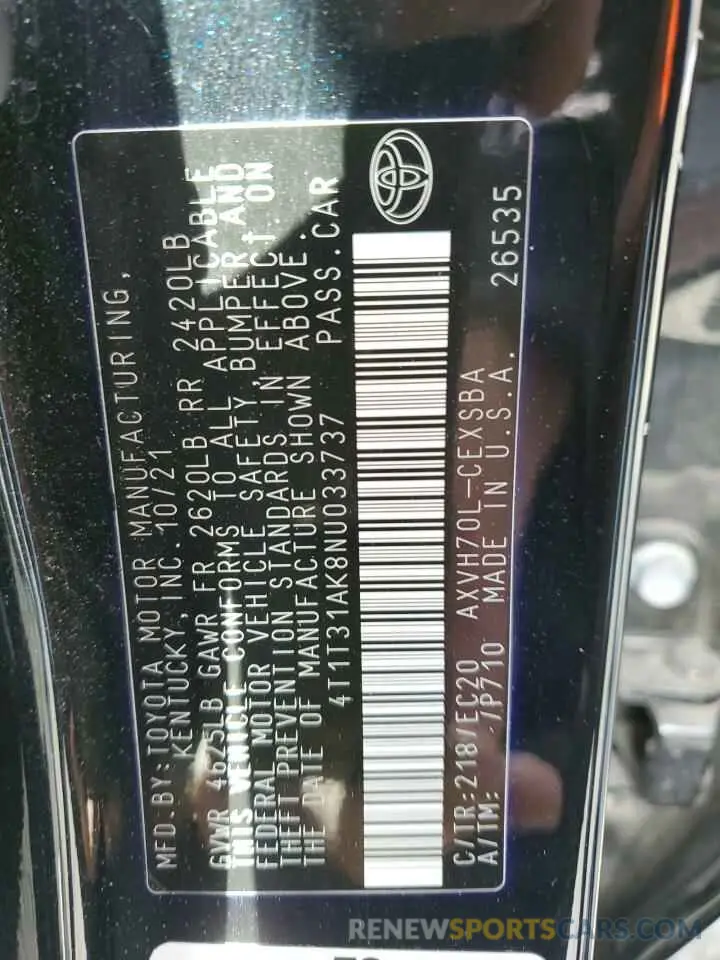 MFD.BY:TOYOTA MOTOR MANUFACTURING,
KENTUCKY, INC. 10/21
GVWR 4625LB GAWR FR 2620LB RR 2420LB
THIS VEHICLE CONFORMS TO ALL APPLICABLE
FEDERAL MOTOR VEHICLE SAFETY,BUMPER AND
THEFT PREVENTION STANDARDS IN EFFECT ON
THE DATE OF MANUFACTURE SHOWN ABOVE.
4T1T31AK8NU033737 PASS.CAR
C/TR:218/EC20 AXVH70L-CEXSBA
A/TM: -/P710 MADE IN U.S.A. 26535
RENEWSPORTSCARS.COM